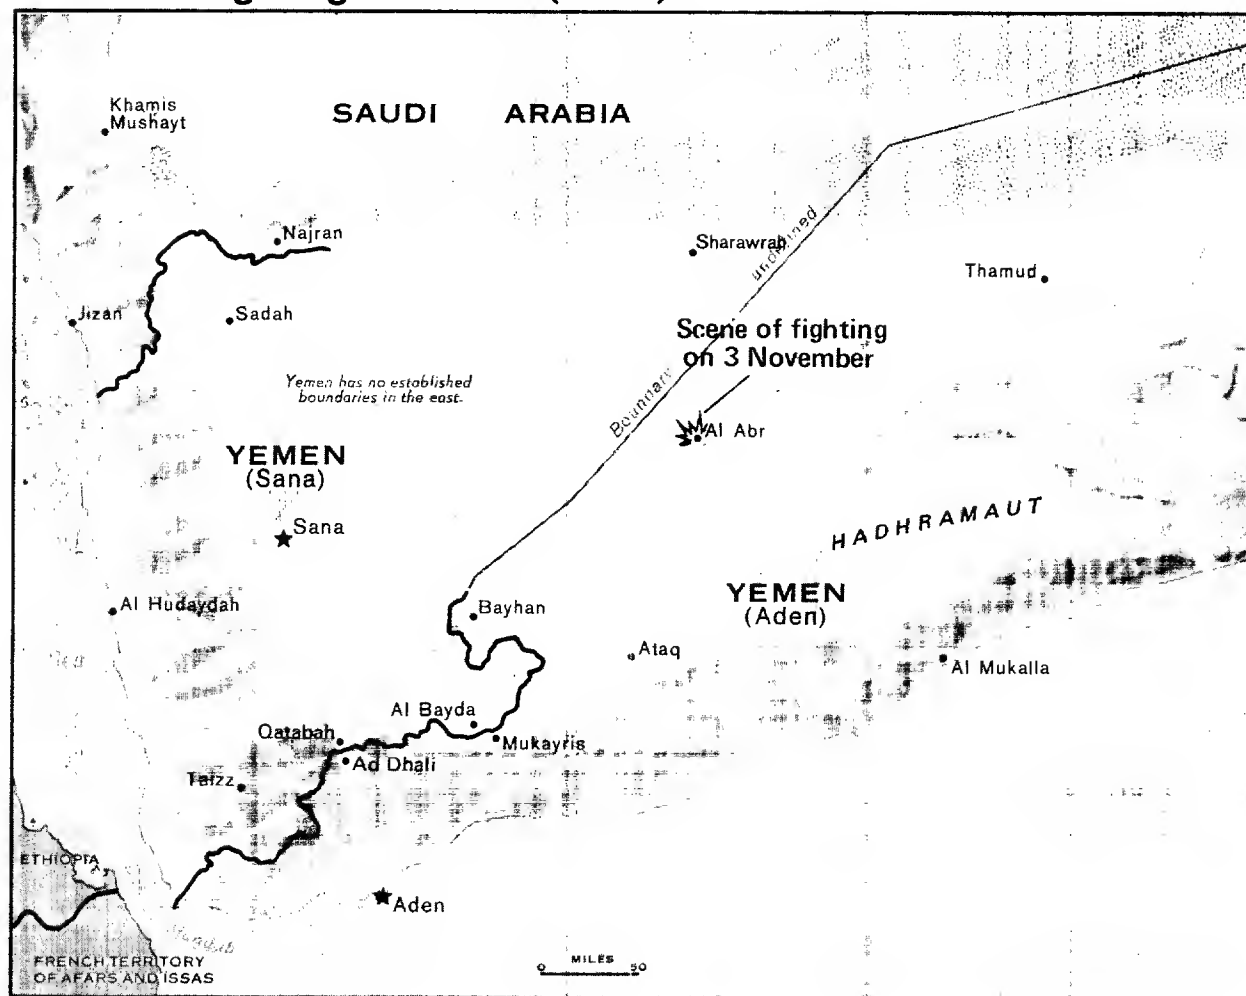 SAUDI ARABIA
Khamis
Mushayt
Najran
Sharawrah
undefined
Thamud
Jizan
Sadah
Scene of fighting
on 3 November
Yemen has no established
boundaries in the east.
Boundary
Al Abr
YEMEN
(Sana)
Sana
HADHRAMAUT
YEMEN
(Aden)
Al Hudaydah
Bayhan
Ataq
Al Mukalla
Al Bayda
Qatabah
Mukayris
Ad Dhali
Taizz
ETHIOPIA
Aden
FRENCH TERRITORY
OF AFARS AND ISSAS
MILES
0 50